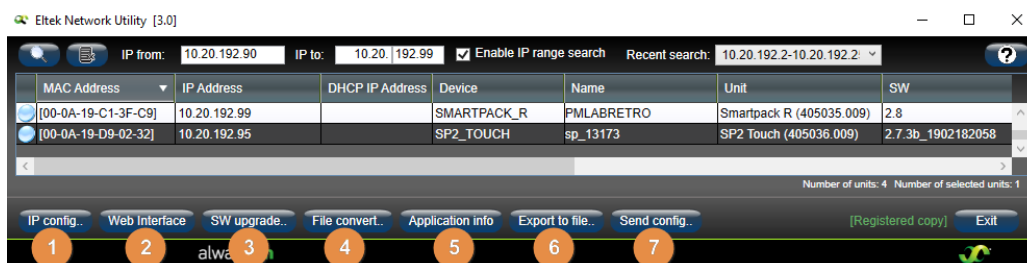 Eltek Network Utility [3.0]
IP from: 10.20.192.90 IP to: 10.20. 192.99 Enable IP range search Recent search: 10.20.192.2-10.20.192.2 ?
MAC Address IP Address DHCP IP Address Device Name Unit SW
[00-0A-19-C1-3F-C9] 10.20.192.99 SMARTPACK_R PMLABRETRO Smartpack R (405035.009) 2.8
[00-0A-19-D9-02-32] 10.20.192.95 SP2_TOUCH sp_13173 SP2 Touch (405036.009) 2.7.3b_1902182058
Number of units: 4 Number of selected units: 1
IP config.. Web Interface SW upgrade.. File convert.. Application info Export to file.. Send config.. [Registered copy] Exit
1 2 3 4 5 6 7
alwa